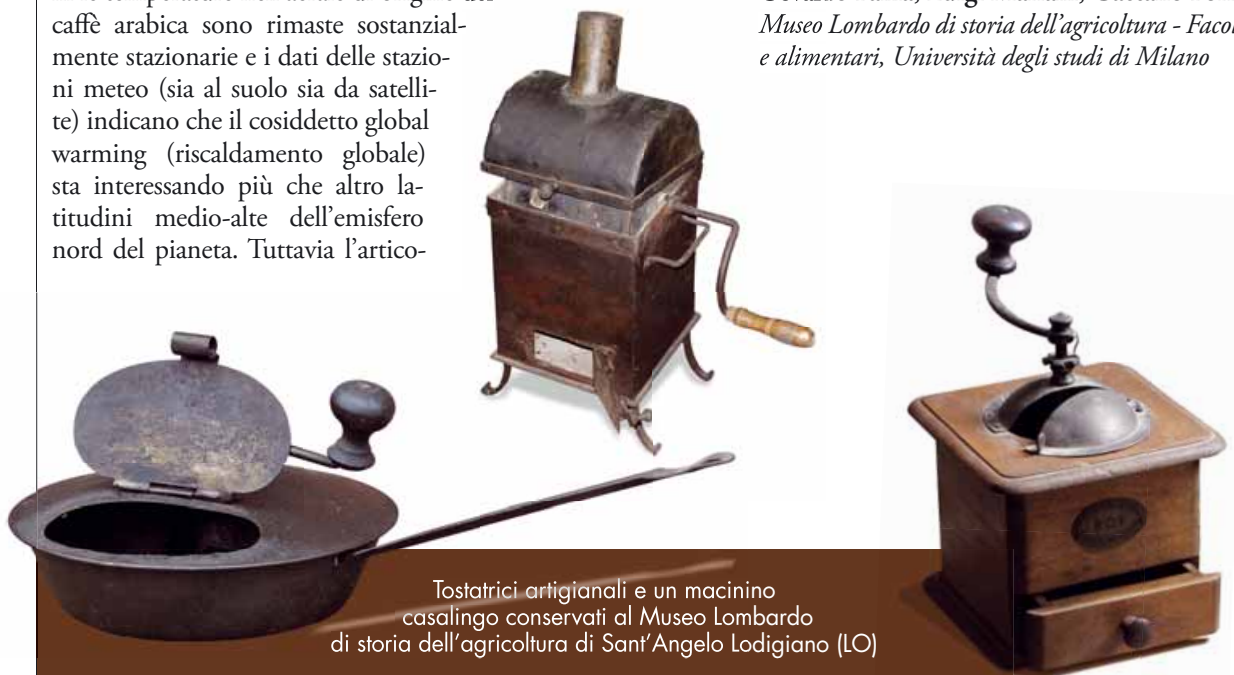 caffè arabica sono rimaste sostanzial-
mente stazionarie e i dati delle stazio-
ni meteo (sia al suolo sia da satelli-
te) indicano che il cosiddetto global
warming (riscaldamento globale)
sta interessando più che altro la-
titudini medio-alte dell'emisfero
nord del pianeta. Tuttavia l'artico-
Museo Lombardo di storia dell'agricoltura - Facol
e alimentari, Università degli studi di Milano
Tostatrici artigianali e un macinino
casalingo conservati al Museo Lombardo
di storia dell'agricoltura di Sant'Angelo Lodigiano (LO)